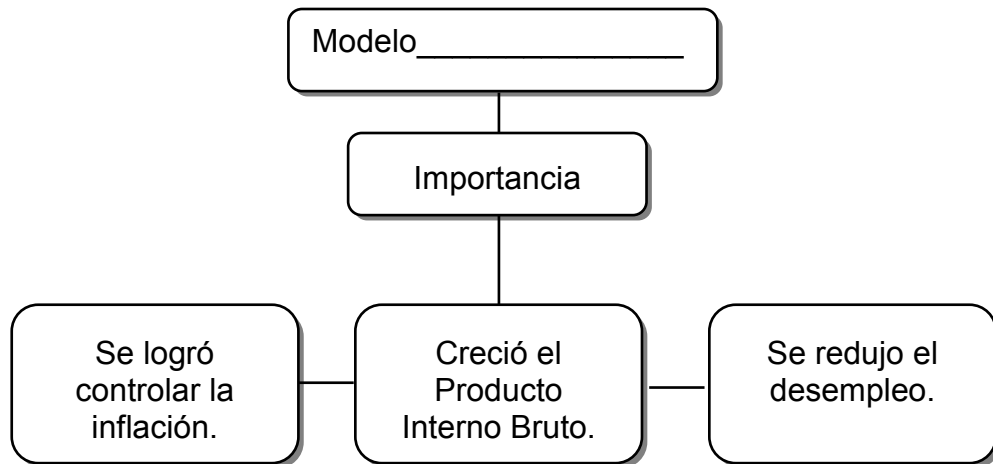 Modelo_______________
Importancia
Se logró
controlar la
inflación.
Creció el
Producto
Interno Bruto.
Se redujo el
desempleo.